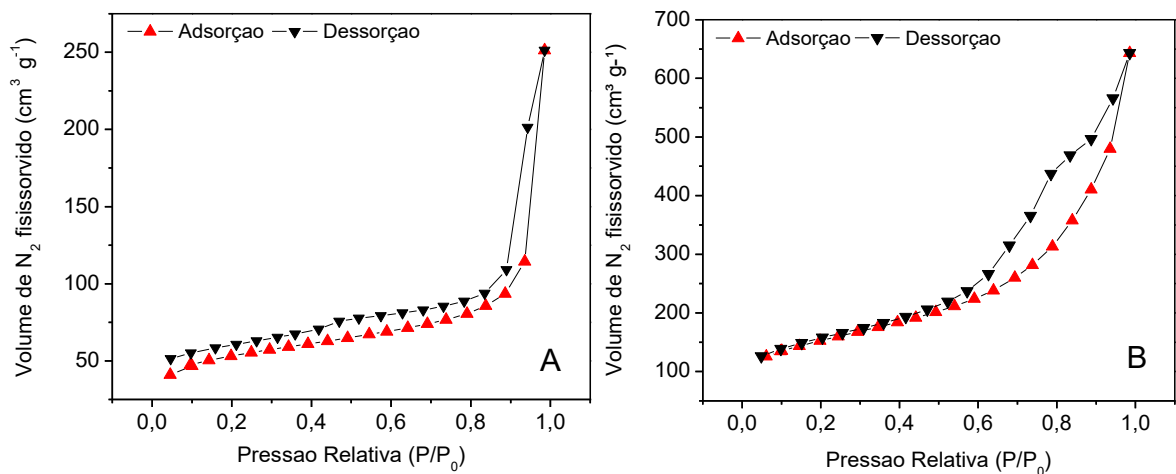 Adsorçao Dessorçao
Volume de N₂ fisissorvido (cm³ g⁻¹)
250
200
150
100
50
A
0,0 0,2 0,4 0,6 0,8 1,0
Pressao Relativa (P/P₀)
Adsorçao Dessorçao
Volume de N₂ fisissorvido (cm³ g-¹)
700
600
500
400
300
200
100
B
0,0 0,2 0,4 0,6 0,8 1,0
Pressao Relativa (P/P₀)